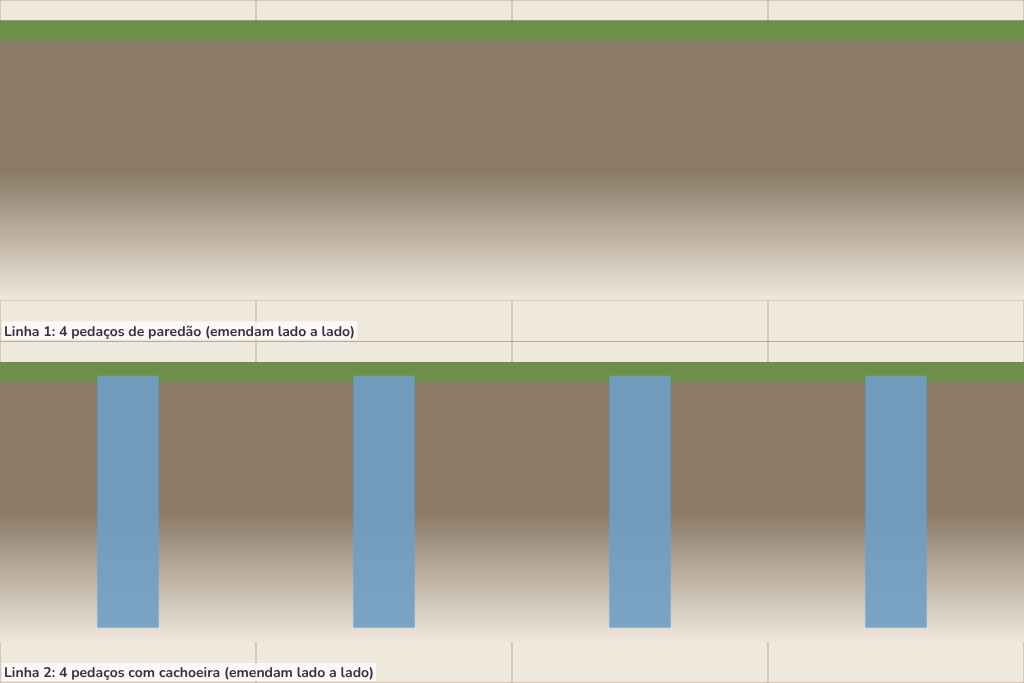 Linha 1: 4 pedaços de paredão (emendam lado a lado)
Linha 2: 4 pedaços com cachoeira (emendam lado a lado)